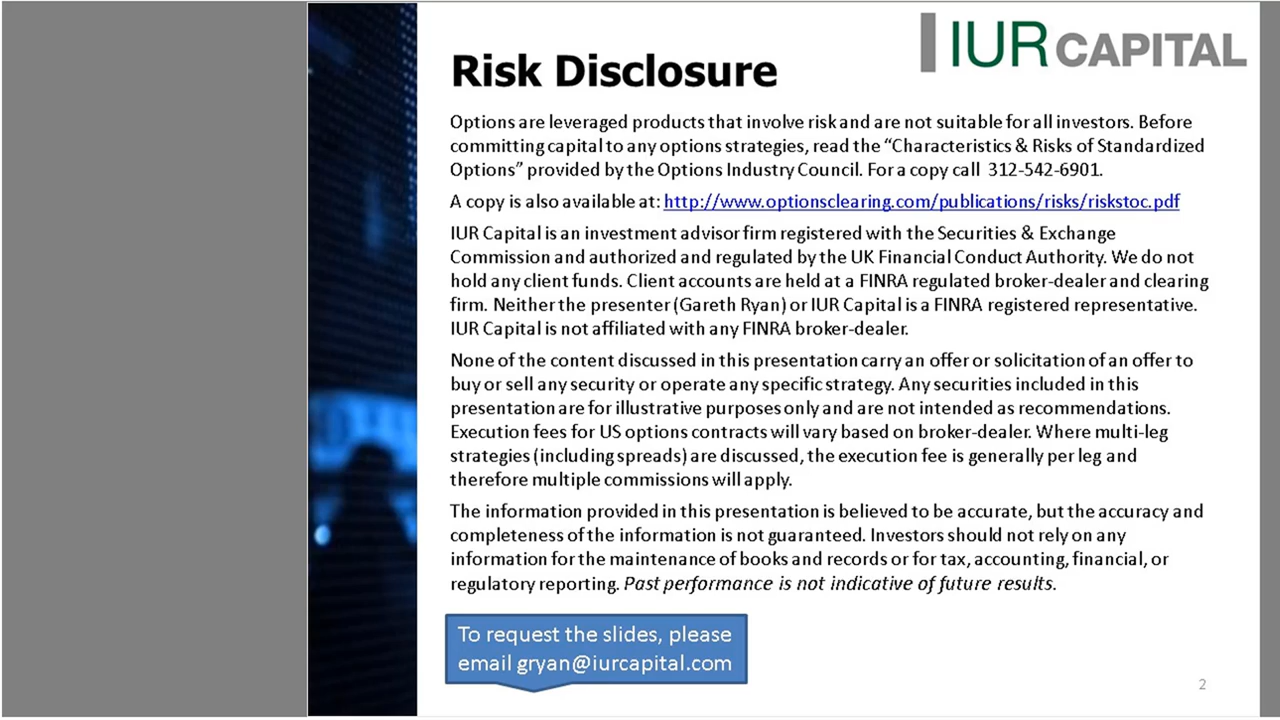 IUR CAPITAL
Risk Disclosure
Options are leveraged products that involve risk and are not suitable for all investors. Before
committing capital to any options strategies, read the “Characteristics & Risks of Standardized
Options” provided by the Options Industry Council. For a copy call 312-542-6901.
A copy is also available at: http://www.optionsclearing.com/publications/risks/riskstoc.pdf
IUR Capital is an investment advisor firm registered with the Securities & Exchange
Commission and authorized and regulated by the UK Financial Conduct Authority. We do not
hold any client funds. Client accounts are held at a FINRA regulated broker-dealer and clearing
firm. Neither the presenter (Gareth Ryan) or IUR Capital is a FINRA registered representative.
IUR Capital is not affiliated with any FINRA broker-dealer.
None of the content discussed in this presentation carry an offer or solicitation of an offer to
buy or sell any security or operate any specific strategy. Any securities included in this
presentation are for illustrative purposes only and are not intended as recommendations.
Execution fees for US options contracts will vary based on broker-dealer. Where multi-leg
strategies (including spreads) are discussed, the execution fee is generally per leg and
therefore multiple commissions will apply.
The information provided in this presentation is believed to be accurate, but the accuracy and
completeness of the information is not guaranteed. Investors should not rely on any
information for the maintenance of books and records or for tax, accounting, financial, or
regulatory reporting. Past performance is not indicative of future results.
To request the slides, please
email gryan@iurcapital.com
2